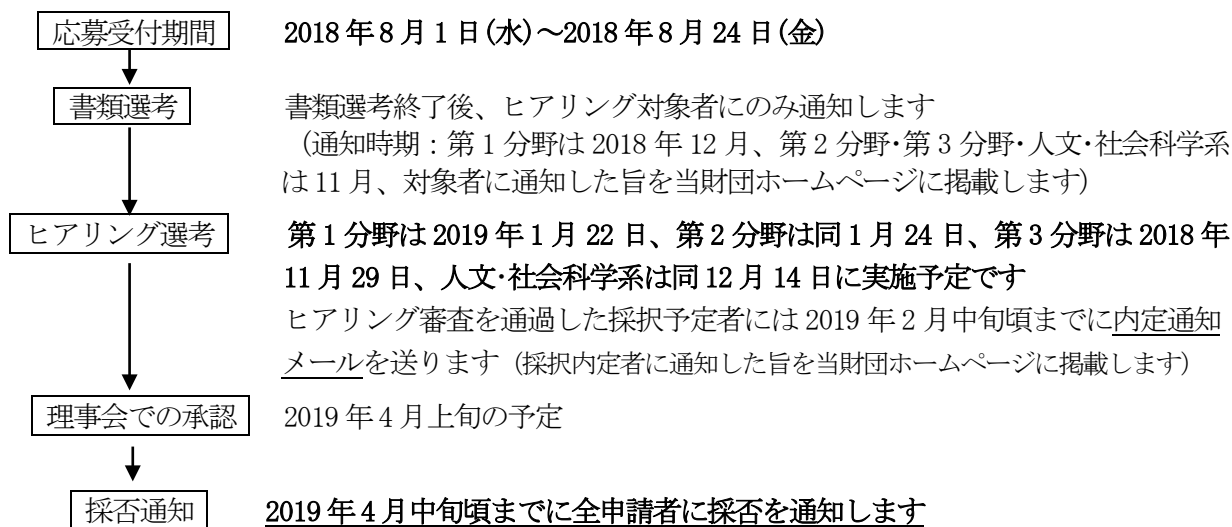 応募受付期間 2018年8月1日(水)～2018年8月24日(金)
書類選考 書類選考終了後、ヒアリング対象者にのみ通知します
(通知時期：第1分野は2018年12月、第2分野･第3分野･人文･社会科学系
は11月、対象者に通知した旨を当財団ホームページに掲載します)
ヒアリング選考 第1分野は2019年1月22日、第2分野は同1月24日、第3分野は2018年
11月29日、人文･社会科学系は同12月14日に実施予定です
ヒアリング審査を通過した採択予定者には2019年2月中旬頃までに内定通知
メールを送ります (採択内定者に通知した旨を当財団ホームページに掲載します)
理事会での承認 2019年4月上旬の予定
採否通知 2019年4月中旬頃までに全申請者に採否を通知します